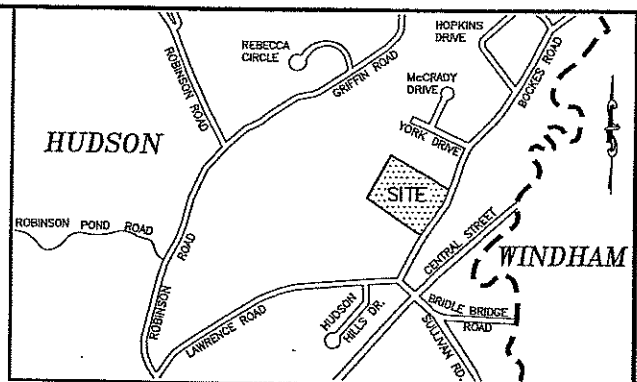 HOPKINS
DRIVE
REBECCA
CIRCLE
GRIFFIN ROAD
ROBINSON ROAD
McCRADY
DRIVE
BOCKES ROAD
HUDSON
YORK DRIVE
SITE
ROBINSON POND ROAD
ROBINSON ROAD
CENTRAL STREET
WINDHAM
LAWRENCE ROAD
HUDSON
HILLS DR.
BRIDLE BRIDGE
ROAD
SULLIVAN RD